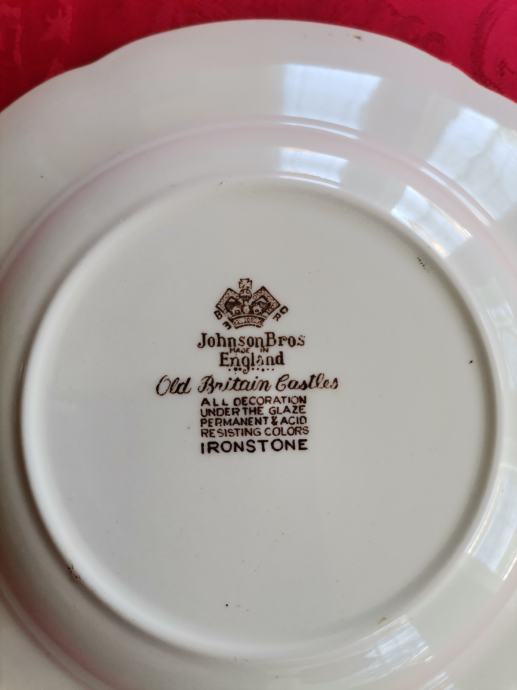 Johnson Bros
MADE IN
England
Old Britain Castles
ALL DECORATION
UNDER THE GLAZE
PERMANENT & ACID
RESISTING COLORS
IRONSTONE